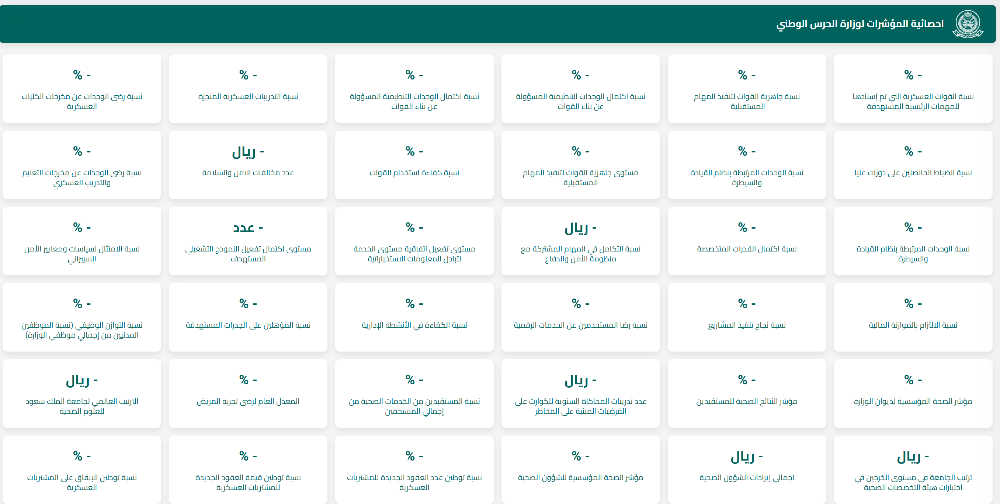 احصائية المؤشرات لوزارة الحرس الوطني
- %
نسبة القوات العسكرية التي تم إسنادها
للمهمات الرئيسية المستهدفة
- %
نسبة جاهزية القوات لتنفيذ المهام
المستقبلية
- %
نسبة اكتمال الوحدات التنظيمية المسؤولة
عن بناء القوات
- %
نسبة اكتمال الوحدات التنظيمية المسؤولة
عن بناء القوات
- %
نسبة التدريبات العسكرية المنجزة
- %
نسبة رضى الوحدات عن مخرجات الكليات
العسكرية
- %
نسبة الضباط الحالصلين على دورات عليا
- %
نسبة الوحدات المرتبطة بنظام القيادة
والسيطرة
- %
مستوى جاهزية القوات لتنفيذ المهام
المستقبلية
- %
نسبة كفاءة استخدام القوات
- ريال
عدد مخالفات الامن والسلامة
- %
نسبة رضى الوحدات عن مخرجات التعليم
والتدريب العسكري
- %
نسبة الوحدات المرتبطة بنظام القيادة
والسيطرة
- %
نسبة اكتمال القدرات المتخصصة
- ريال
نسبة التكامل في المهام المشتركة مع
منظومة الأمن والدفاع
- %
مستوى تفعيل اتفاقية مستوى الخدمة
لتبادل المعلومات الاستخباراتية
- عدد
مستوى اكتمال تفعيل النموذج التشغيلي
المستهدف
- %
نسبة الامتثال لسياسات ومعايير الأمن
السيبراني
- %
نسبة الالتزام بالموازنة المالية
- %
نسبة نجاح تنفيذ المشاريع
- %
نسبة رضا المستخدمين عن الخدمات الرقمية
- %
نسبة الكفاءة في الأنشطة الإدارية
- %
نسبة المؤهلين على الجدرات المستهدفة
- %
نسبة التوازن الوظيفي (نسبة الموظفين
المدنيين من إجمالي موظفي الوزارة)
- %
مؤشر الصحة المؤسسية لديوان الوزارة
- %
مؤشر النتائج الصحية للمستفيدين
- ريال
عدد تدريبات المحاكاة السنوية للكوارث على
الفرضيات المبنية على المخاطر
- %
نسبة المستفيدين من الخدمات الصحية من
إجمالي المستحقين
- %
المعدل العام لرضى تجربة المريض
- ريال
الترتيب العالمي لجامعة الملك سعود
للعلوم الصحية
- ريال
ترتيب الجامعة في مستوى الخرجين في
اختبارات هيئة التخصصات الصحية
- ريال
اجمالي إيرادات الشؤون الصحية
- %
مؤشر الصحة المؤسسية للشؤون الصحية
- %
نسبة توطين عدد العقود الجديدة للمشتريات
العسكرية
- %
نسبة توطين قيمة العقود الجديدة
للمشتريات العسكرية
- %
نسبة توطين الإنفاق على المشتريات
العسكرية